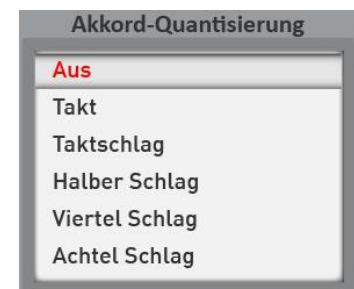 Akkord-Quantisierung
Aus
Takt
Taktschlag
Halber Schlag
Viertel Schlag
Achtel Schlag